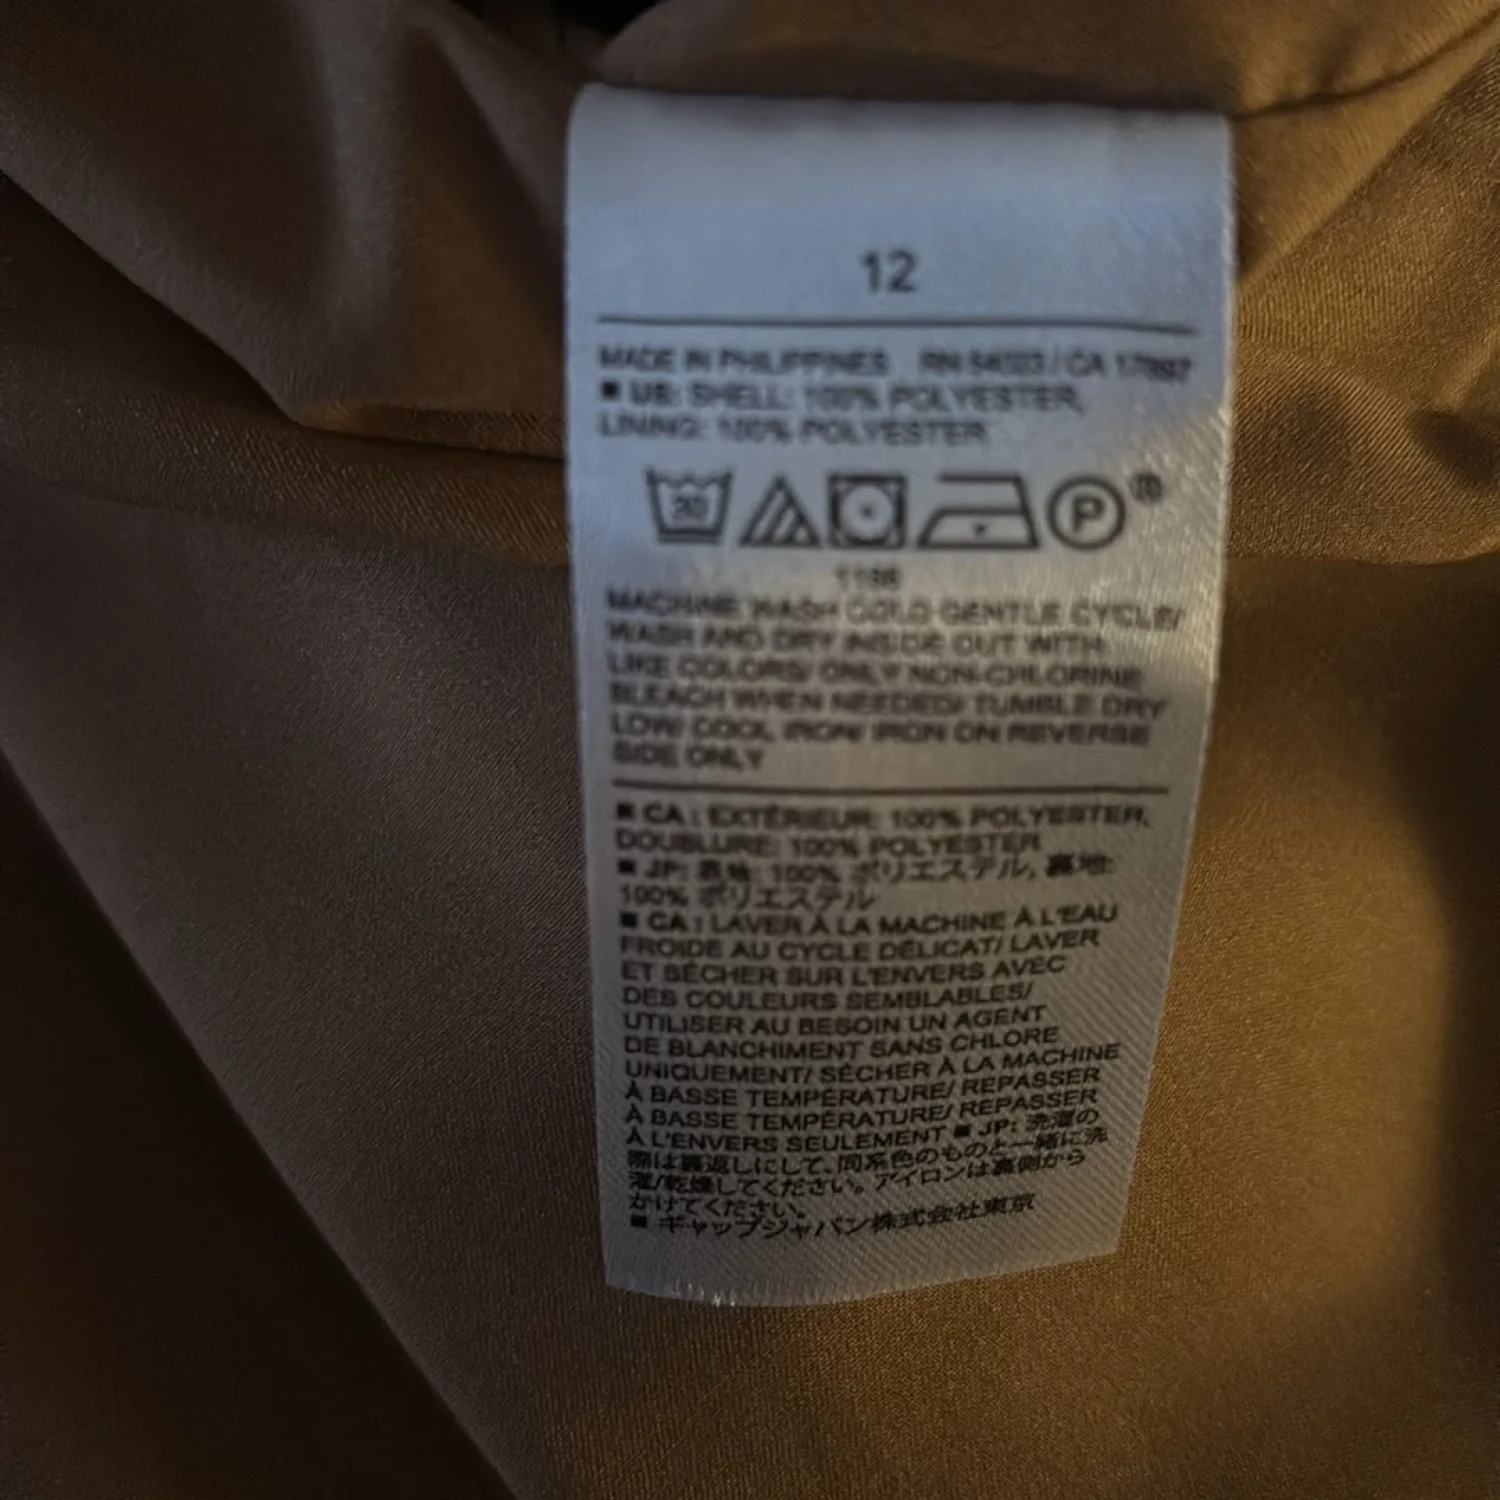 12
MADE IN PHILIPPINES RN 54023 / CA 17897
■ US: SHELL: 100% POLYESTER,
LINING: 100% POLYESTER
30
P ®
1198
MACHINE WASH COLD GENTLE CYCLE/
WASH AND DRY INSIDE OUT WITH
LIKE COLORS/ ONLY NON-CHLORINE
BLEACH WHEN NEEDED/ TUMBLE DRY
LOW/ COOL IRON/ IRON ON REVERSE
SIDE ONLY
■ CA : EXTÉRIEUR: 100% POLYESTER,
DOUBLURE: 100% POLYESTER
■ JP: 表地: 100% ポリエステル, 裏地:
100% ポリエステル
■ CA : LAVER À LA MACHINE À L'EAU
FROIDE AU CYCLE DÉLICAT/ LAVER
ET SÉCHER SUR L'ENVERS AVEC
DES COULEURS SEMBLABLES/
UTILISER AU BESOIN UN AGENT
DE BLANCHIMENT SANS CHLORE
UNIQUEMENT/ SÉCHER À LA MACHINE
À BASSE TEMPÉRATURE/ REPASSER
À BASSE TEMPÉRATURE/ REPASSER
À L'ENVERS SEULEMENT ■ JP: 洗濯の
際は裏返しにして、同系色のものと一緒に洗
濯/乾燥してください。アイロンは裏側から
かけてください。
■ ギャップジャパン株式会社東京